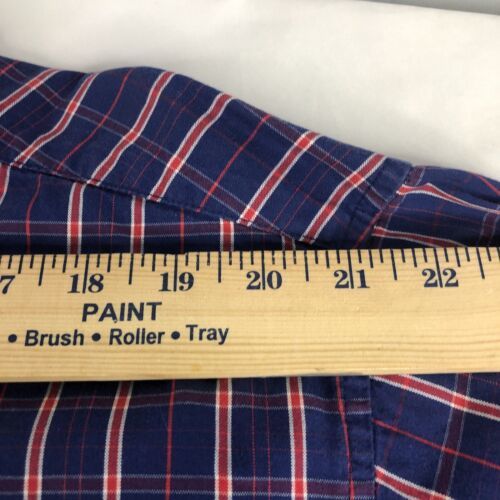 7 18 19 20 21 22
PAINT
• Brush • Roller • Tray